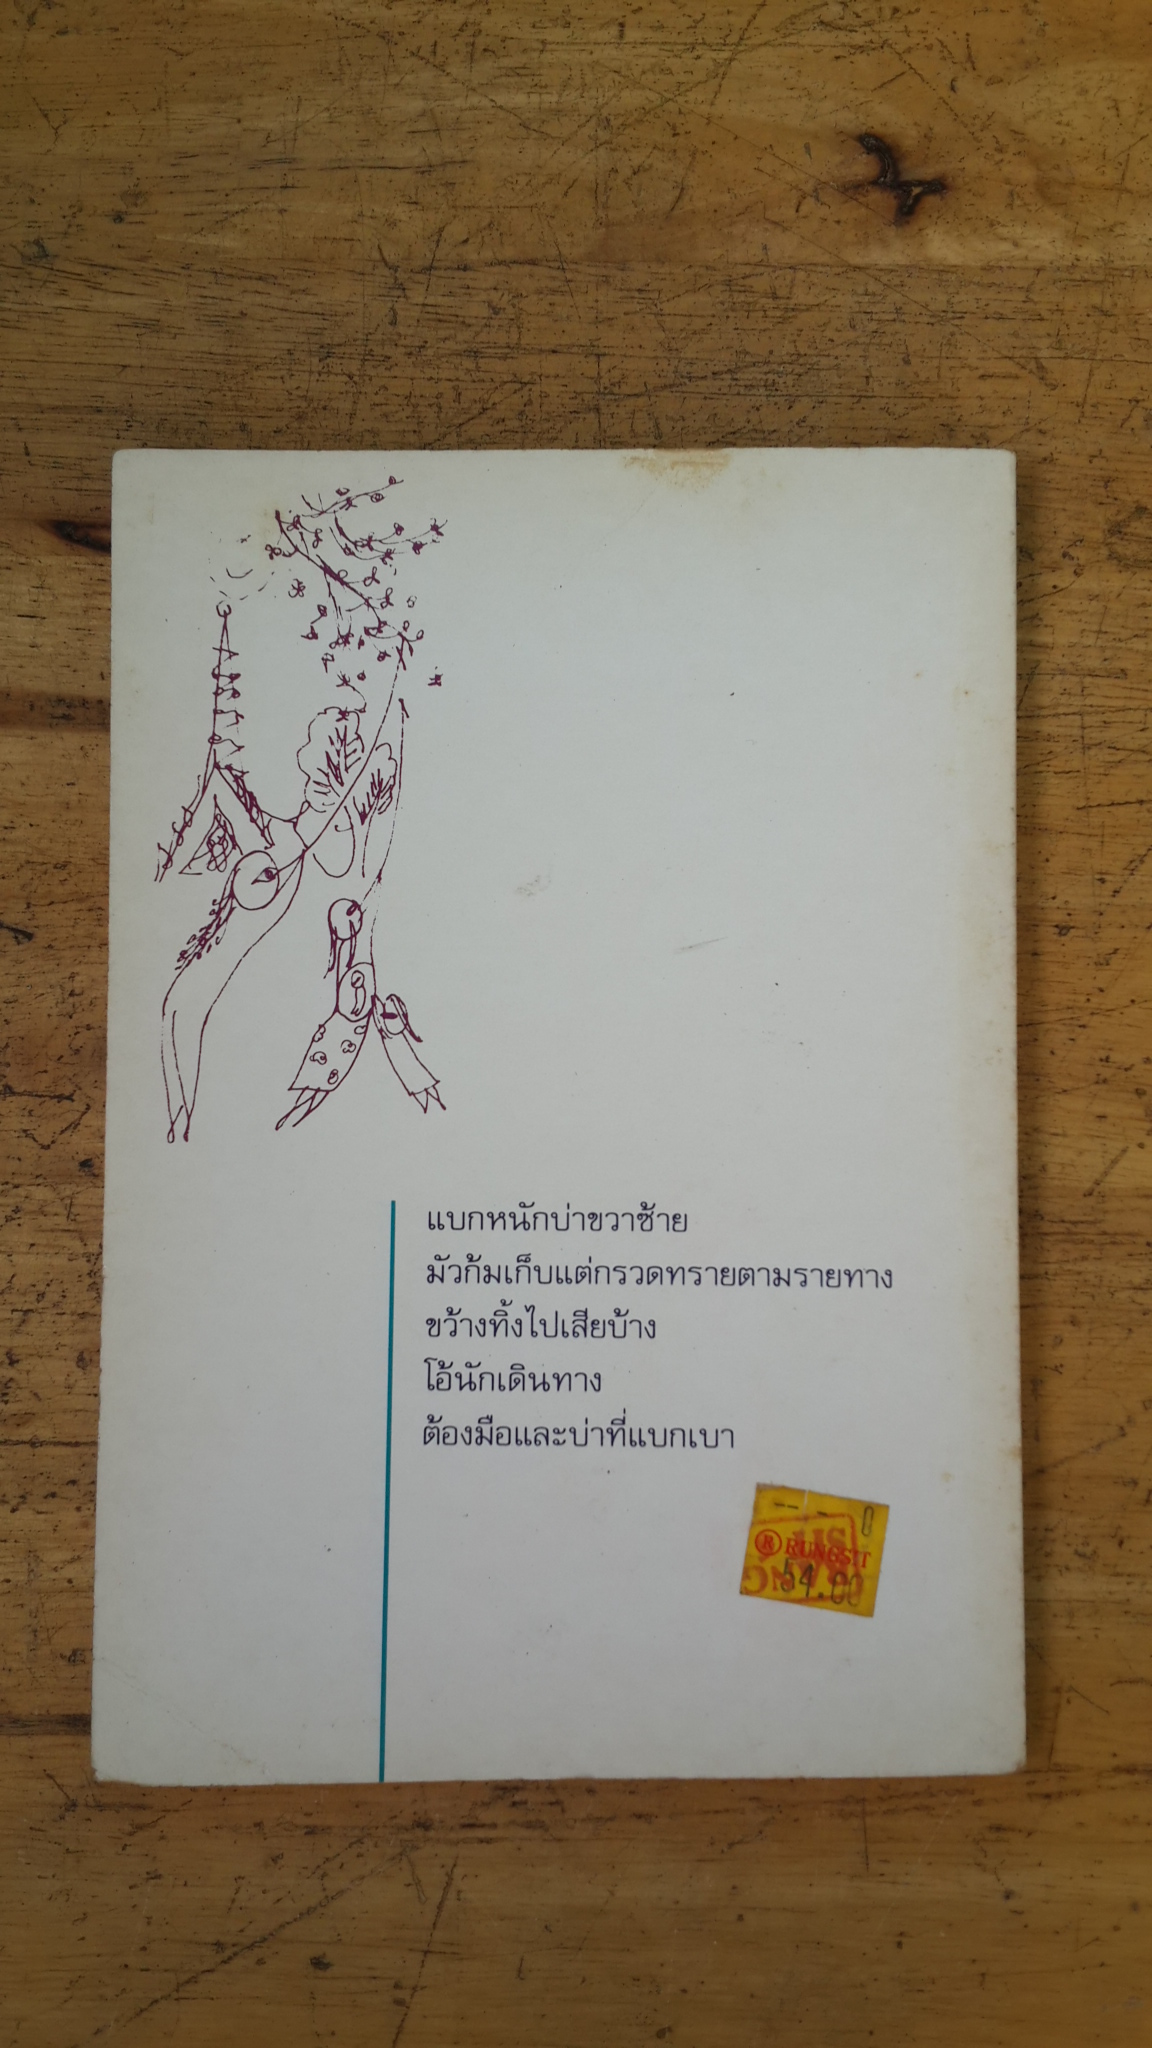 แบกหนักบ่าขวาซ้าย
มัวก้มเก็บแต่กรวดทรายตามรายทาง
ขว้างทิ้งไปเสียบ้าง
โอ้นักเดินทาง
ต้องมือและบ่าที่แบกเบา
® RUNGSIT
54.00